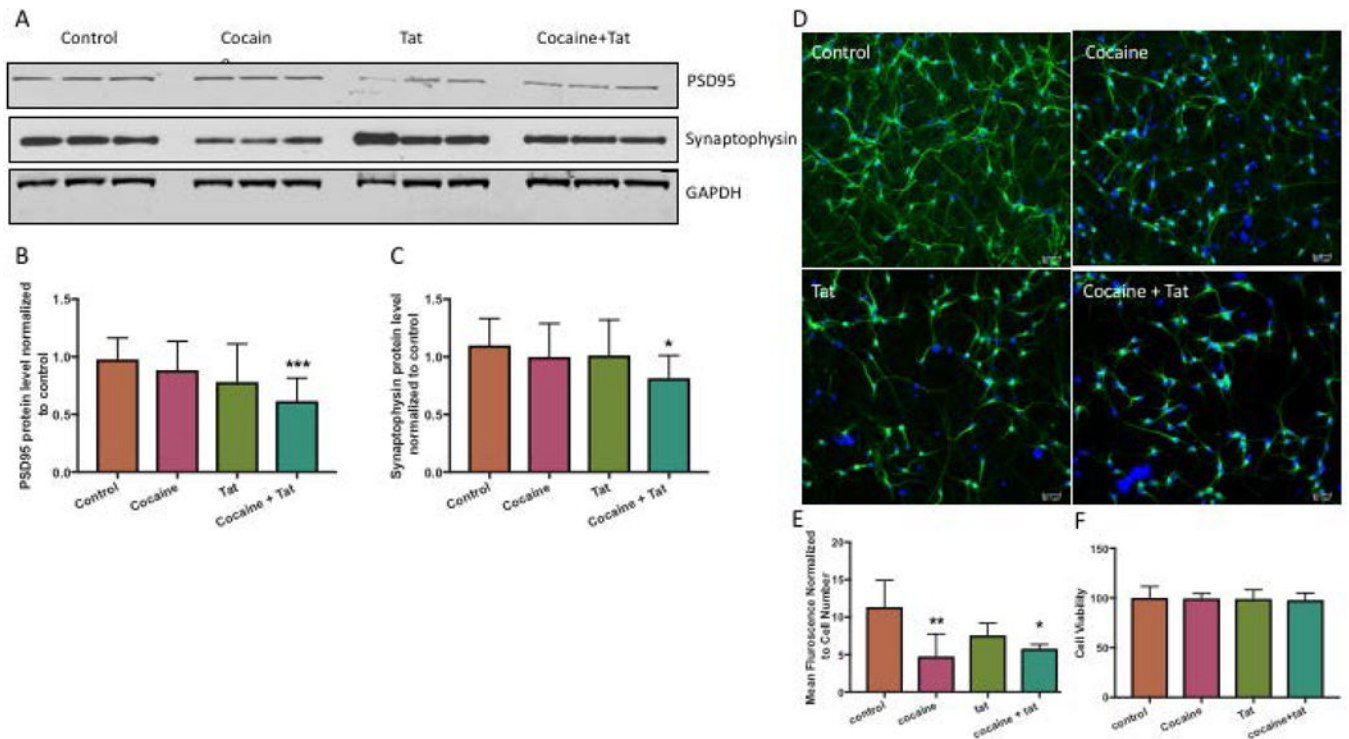 A
Control Cocain Tat Cocaine+Tat
PSD95
Synaptophysin
GAPDH
B
PSD95 protein level normalized
to control
1.5
1.0
0.5
0.0
Control
Cocaine
Tat
Cocaine + Tat
***
C
Synaptophysin protein level
normalized to control
1.5
1.0
0.5
0.0
Control
Cocaine
Tat
Cocaine + Tat
*
D
Control
Cocaine
Tat
Cocaine + Tat
E
Mean Fluroscence Normalized
to Cell Number
20
15
10
5
0
control
cocaine
tat
cocaine + tat
**
*
F
Cell Viability
150
100
50
0
control
Cocaine
Tat
cocaine+tat